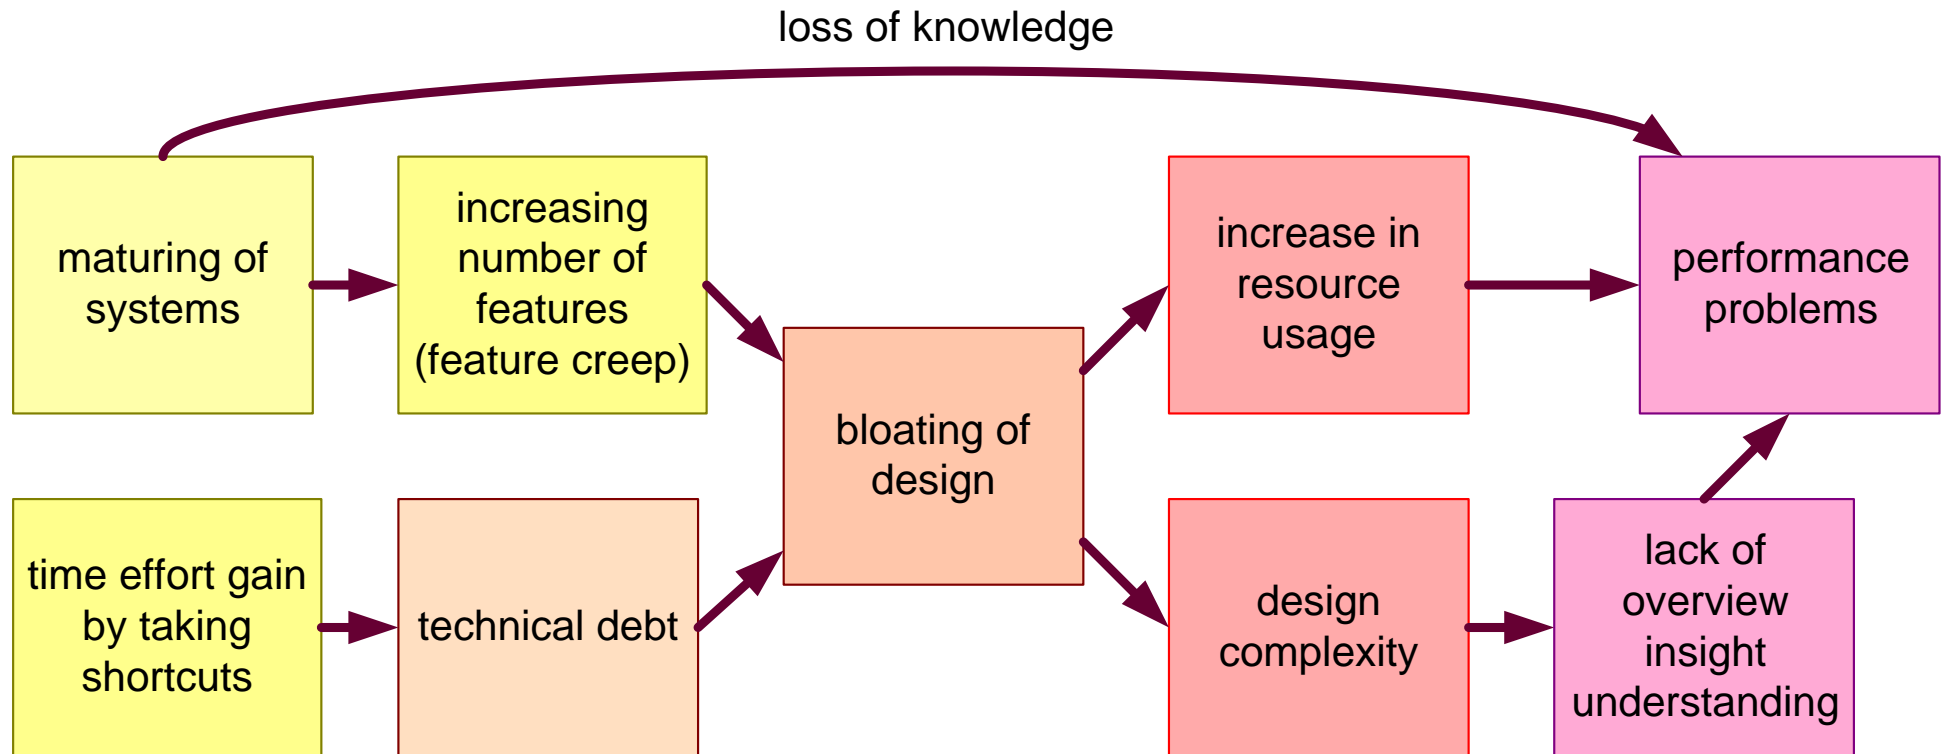 loss of knowledge
maturing of
systems
increasing
number of
features
(feature creep)
bloating of
design
increase in
resource
usage
performance
problems
time effort gain
by taking
shortcuts
technical debt
design
complexity
lack of
overview
insight
understanding